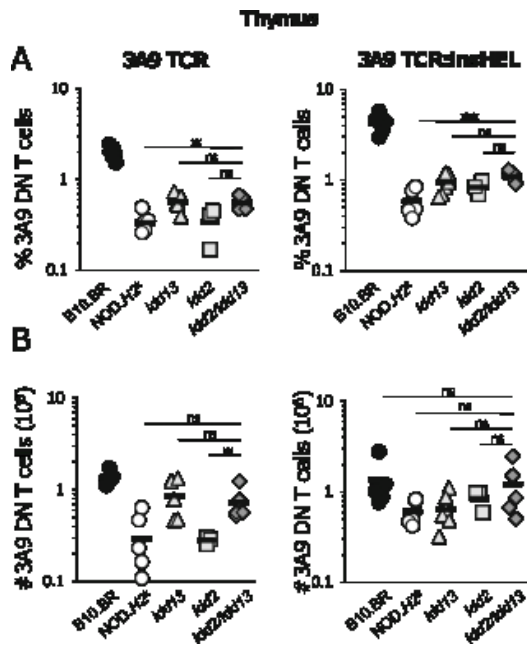 Thymus
A
3A9 TCR
3A9 TCR:insHEL
% 3A9 DN T cells
10
1
0.1
**
ns
ns
B10.BR
NOD.H2k
Idd13
Idd2
Idd2/Idd13
% 3A9 DN T cells
10
1
0.1
***
ns
ns
B10.BR
NOD.H2k
Idd13
Idd2
Idd2/Idd13
B
# 3A9 DN T cells (10⁶)
10
1
0.1
ns
ns
B10.BR
NOD.H2k
Idd13
Idd2
Idd2/Idd13
# 3A9 DN T cells (10⁶)
10
1
0.1
ns
ns
ns
ns
B10.BR
NOD.H2k
Idd13
Idd2
Idd2/Idd13